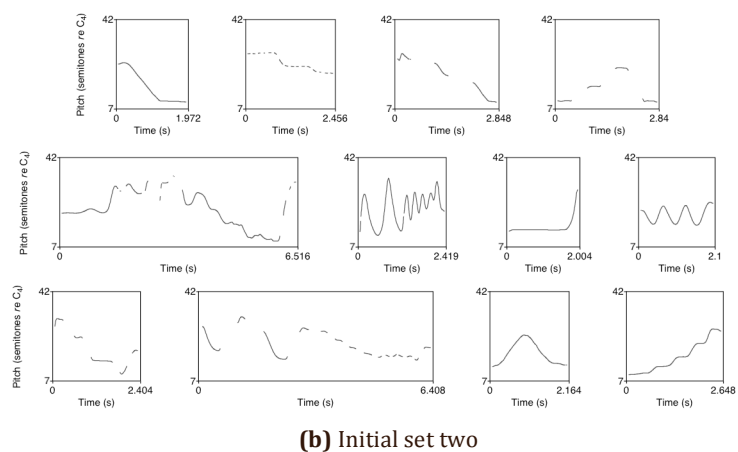 Pitch (semitones re C4)
42 42 42 42
7 7 7 7
0 1.972 0 2.456 0 2.848 0 2.84
Time (s) Time (s) Time (s) Time (s)
Pitch (semitones re C4)
42 42 42 42
7 7 7 7
0 6.516 0 2.419 0 2.004 0 2.1
Time (s) Time (s) Time (s) Time (s)
Pitch (semitones re C4)
42 42 42 42
7 7 7 7
0 2.404 0 6.408 0 2.164 0 2.648
Time (s) Time (s) Time (s) Time (s)
(b) Initial set two